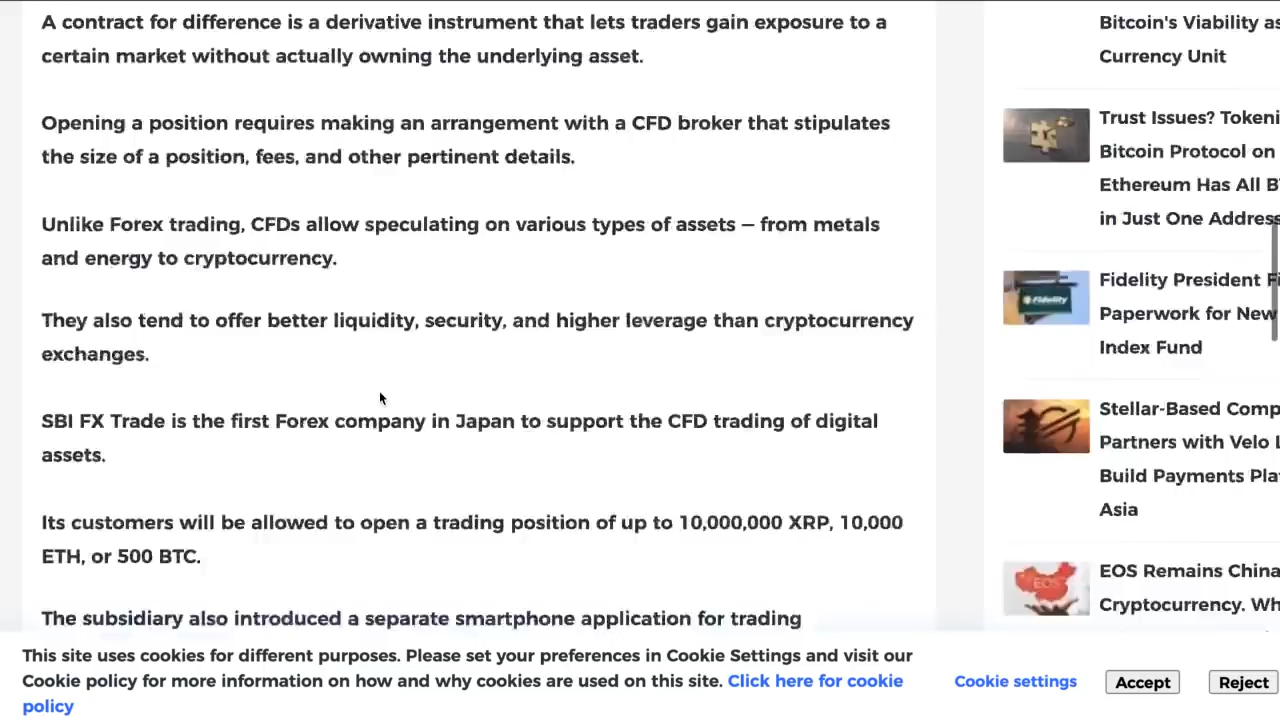 A contract for difference is a derivative instrument that lets traders gain exposure to a
certain market without actually owning the underlying asset.
Opening a position requires making an arrangement with a CFD broker that stipulates
the size of a position, fees, and other pertinent details.
Unlike Forex trading, CFDs allow speculating on various types of assets — from metals
and energy to cryptocurrency.
They also tend to offer better liquidity, security, and higher leverage than cryptocurrency
exchanges.
SBI FX Trade is the first Forex company in Japan to support the CFD trading of digital
assets.
Its customers will be allowed to open a trading position of up to 10,000,000 XRP, 10,000
ETH, or 500 BTC.
The subsidiary also introduced a separate smartphone application for trading
Bitcoin's Viability as
Currency Unit
Trust Issues? Tokeni
Bitcoin Protocol on
Ethereum Has All B
in Just One Address
Fidelity
Fidelity President Fi
Paperwork for New
Index Fund
Stellar-Based Comp
Partners with Velo L
Build Payments Pla
Asia
EOS
EOS Remains China
Cryptocurrency. Wh
This site uses cookies for different purposes. Please set your preferences in Cookie Settings and visit our
Cookie policy for more information on how and why cookies are used on this site. Click here for cookie
policy
Cookie settings
Accept
Reject